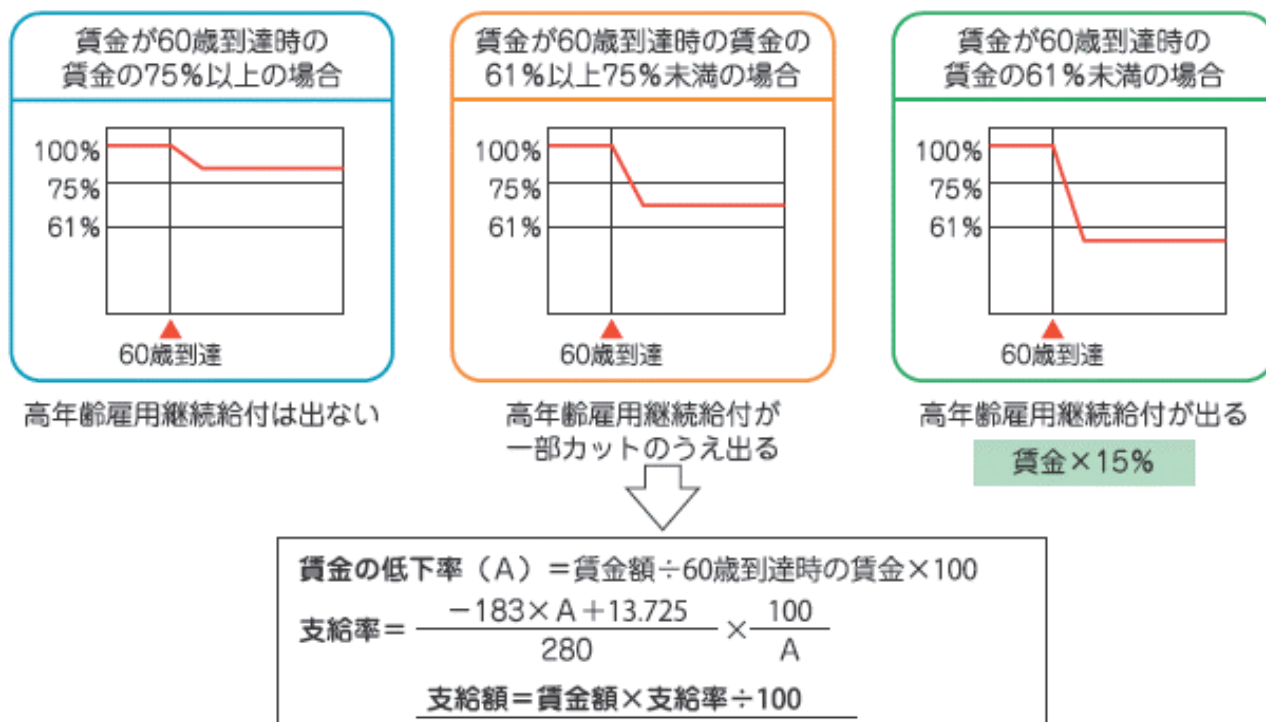 賃金が60歳到達時の
賃金の75%以上の場合
100%
75%
61%
60歳到達
高年齢雇用継続給付は出ない
賃金が60歳到達時の賃金の
61%以上75%未満の場合
100%
75%
61%
60歳到達
高年齢雇用継続給付が
一部カットのうえ出る
賃金が60歳到達時の
賃金の61%未満の場合
100%
75%
61%
60歳到達
高年齢雇用継続給付が出る
賃金×15%
賃金の低下率（A）＝賃金額÷60歳到達時の賃金×100
支給率＝ −183×A＋13.725 / 280 × 100 / A
支給額＝賃金額×支給率÷100